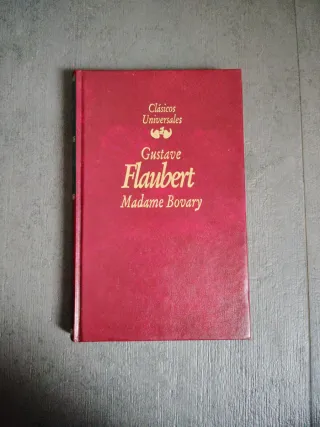 Clásicos
Universales
Gustave
Flaubert
Madame Bovary